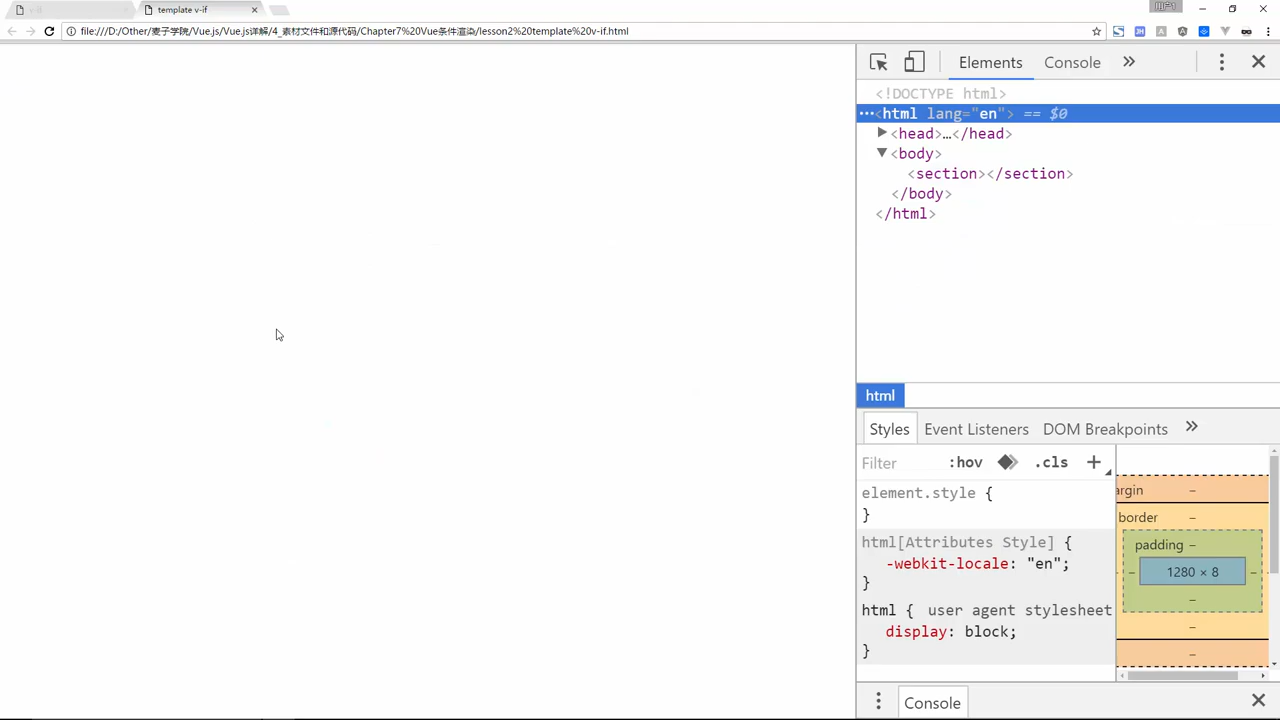 v-if
template v-if
用户1
file:///D:/Other/麦子学院/Vue.js/Vue.js详解/4_素材文件和源代码/Chapter7%20Vue条件渲染/lesson2%20template%20v-if.html
Elements
Console
<!DOCTYPE html>
<html lang="en"> == $0
<head>…</head>
<body>
<section></section>
</body>
</html>
html
Styles
Event Listeners
DOM Breakpoints
Filter
:hov
.cls
element.style {
}
html[Attributes Style] {
-webkit-locale: "en";
}
html { user agent stylesheet
display: block;
}
argin
border
padding
1280 × 8
Console